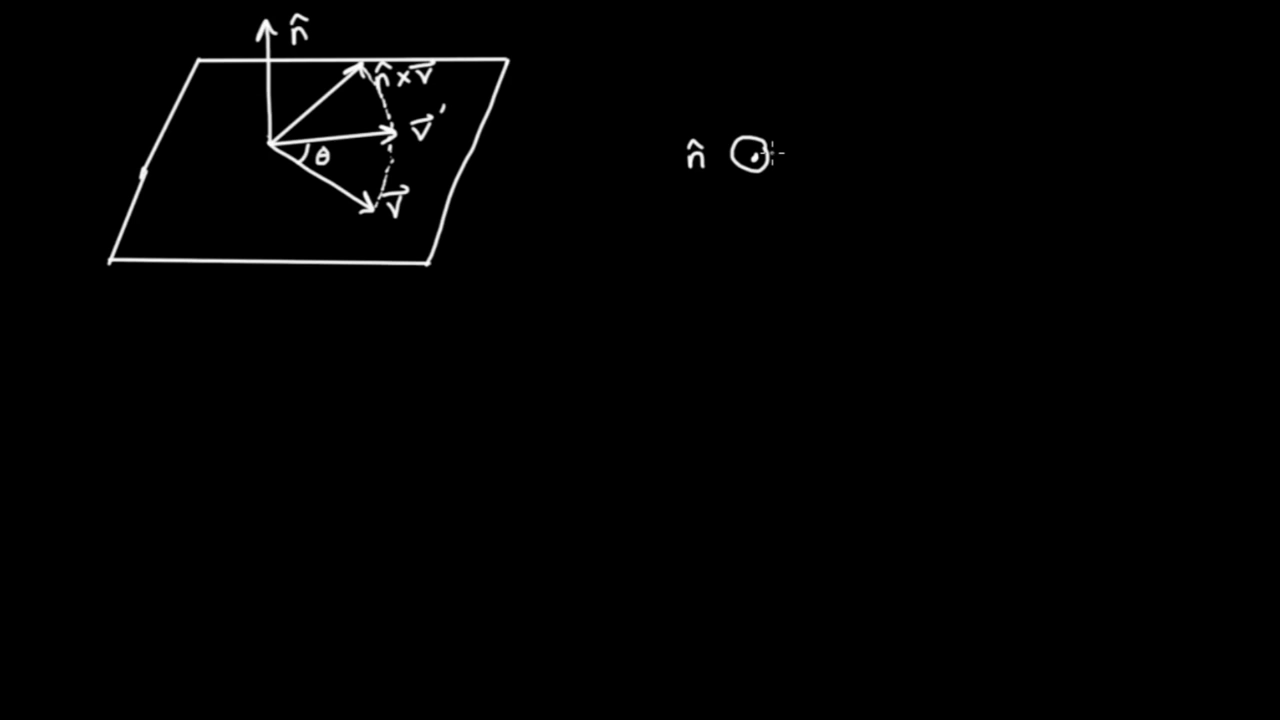 n̂
n̂ × v⃗
v⃗ '
θ
v⃗
n̂ ⊙